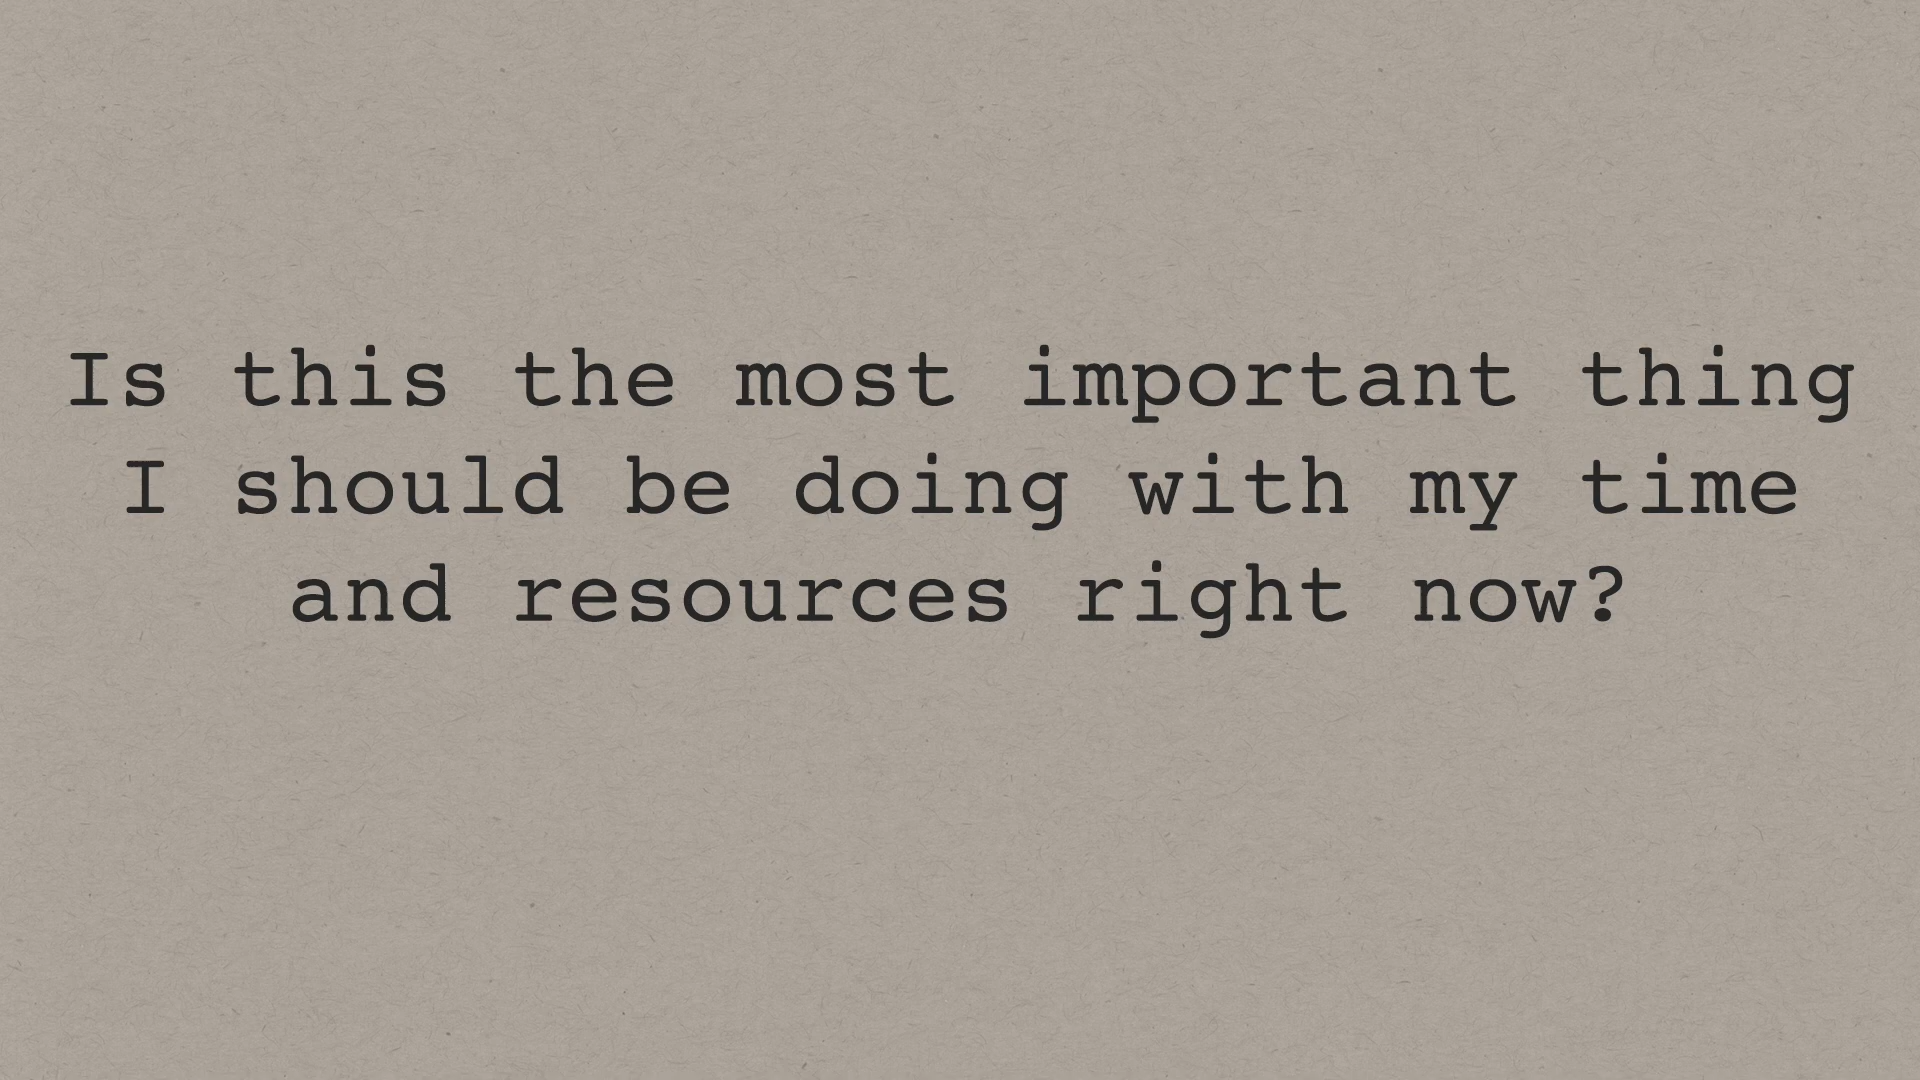 Is this the most important thing
I should be doing with my time
and resources right now?